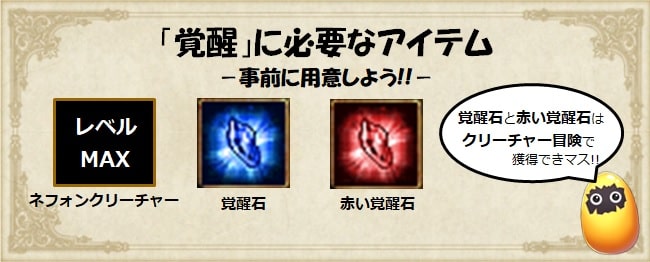 「覚醒」に必要なアイテム
－事前に用意しよう!!－
レベル
MAX
ネフォンクリーチャー
覚醒石
赤い覚醒石
覚醒石と赤い覚醒石は
クリーチャー冒険で
獲得できマス!!